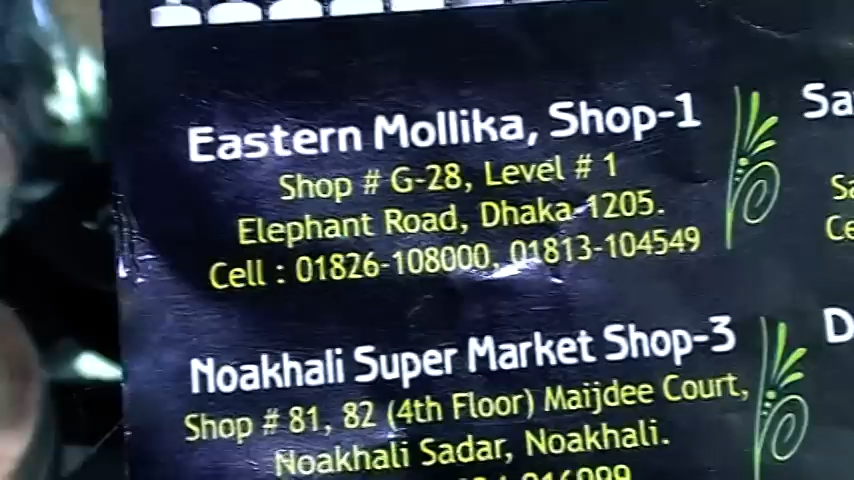 Eastern Mollika, Shop-1
Shop # G-28, Level # 1
Elephant Road, Dhaka-1205.
Cell : 01826-108000, 01813-104549
Noakhali Super Market Shop-3
Shop # 81, 82 (4th Floor) Maijdee Court,
Noakhali Sadar, Noakhali.